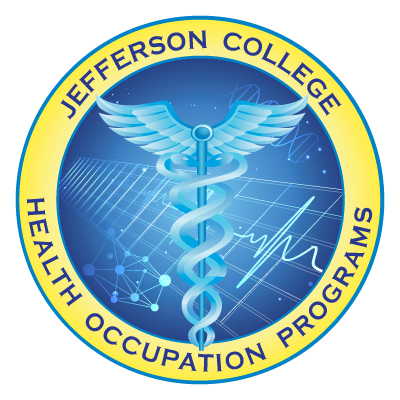 JEFFERSON COLLEGE
HEALTH OCCUPATION PROGRAMS